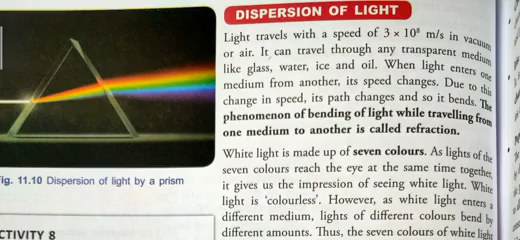 DISPERSION OF LIGHT
Light travels with a speed of 3 × 10⁸ m/s in vacuum
or air. It can travel through any transparent medium
like glass, water, ice and oil. When light enters one
medium from another, its speed changes. Due to this
change in speed, its path changes and so it bends. The
phenomenon of bending of light while travelling from
one medium to another is called refraction.
White light is made up of seven colours. As lights of the
seven colours reach the eye at the same time together,
it gives us the impression of seeing white light. White
light is 'colourless'. However, as white light enters a
different medium, lights of different colours bend by
different amounts. Thus, the seven colours of white light
ig. 11.10 Dispersion of light by a prism
CTIVITY 8